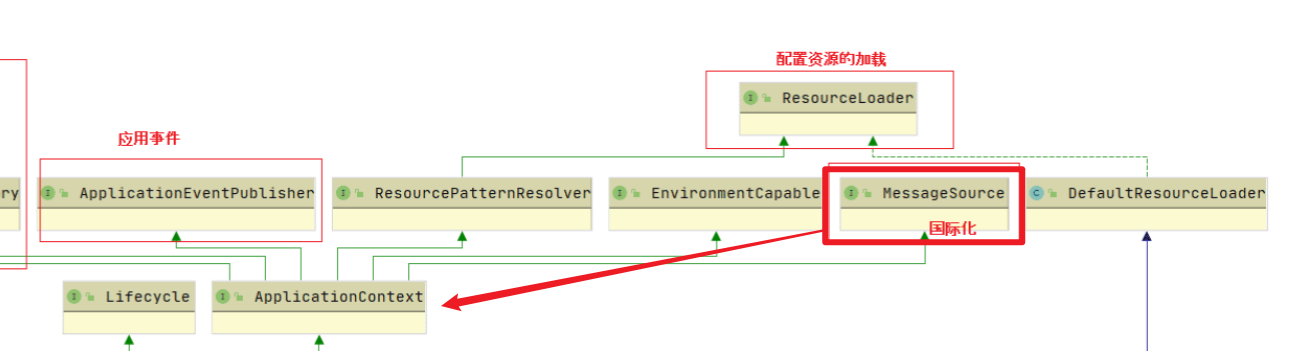 配置资源的加载
ResourceLoader
应用事件
ry
ApplicationEventPublisher
ResourcePatternResolver
EnvironmentCapable
MessageSource
DefaultResourceLoader
国际化
Lifecycle
ApplicationContext